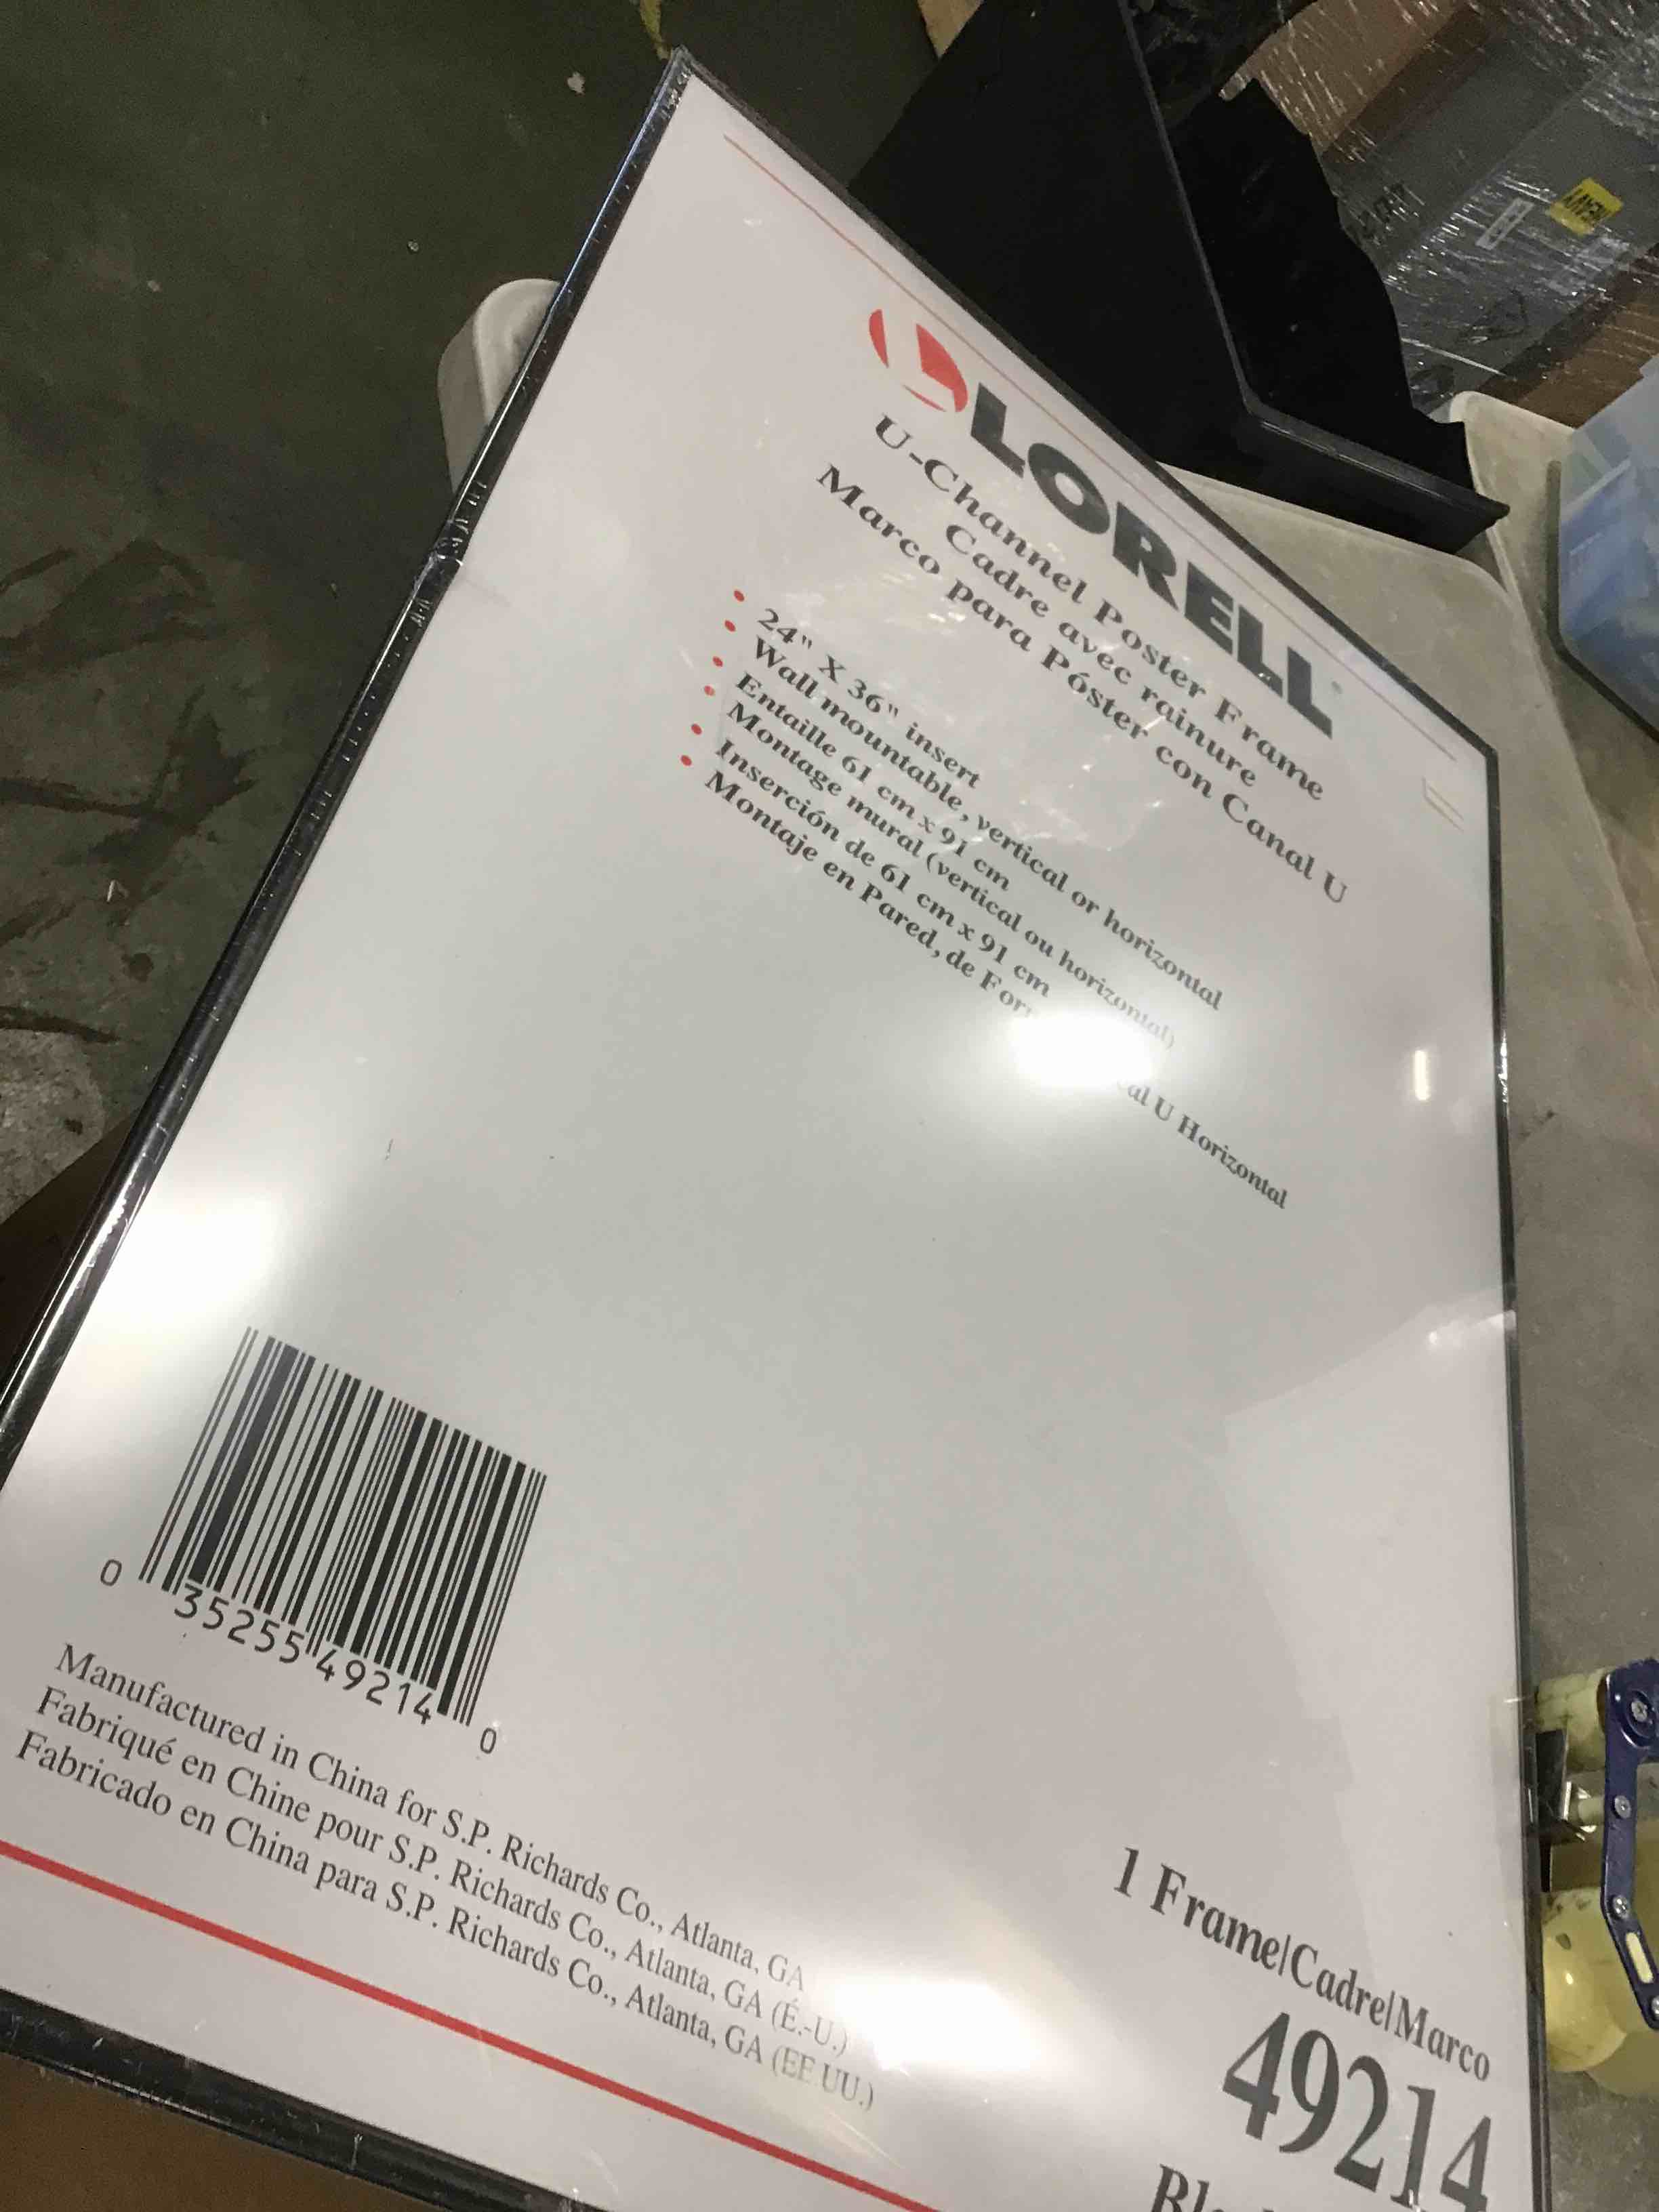 LORELL
U-Channel Poster Frame
Cadre avec rainure
Marco para Póster con Canal U
• 24" X 36" insert
• Wall mountable, vertical or horizontal
• Entaille 61 cm x 91 cm
• Montage mural (vertical ou horizontal)
• Inserción de 61 cm x 91 cm
• Montaje en Pared, de U Horizontal
0 35255 49214 0
Manufactured in China for S.P. Richards Co., Atlanta, GA
Fabriqué en Chine pour S.P. Richards Co., Atlanta, GA (É.-U.)
Fabricado en China para S.P. Richards Co., Atlanta, GA (EE UU.)
1 Frame|Cadre|Marco
49214
HEAVY